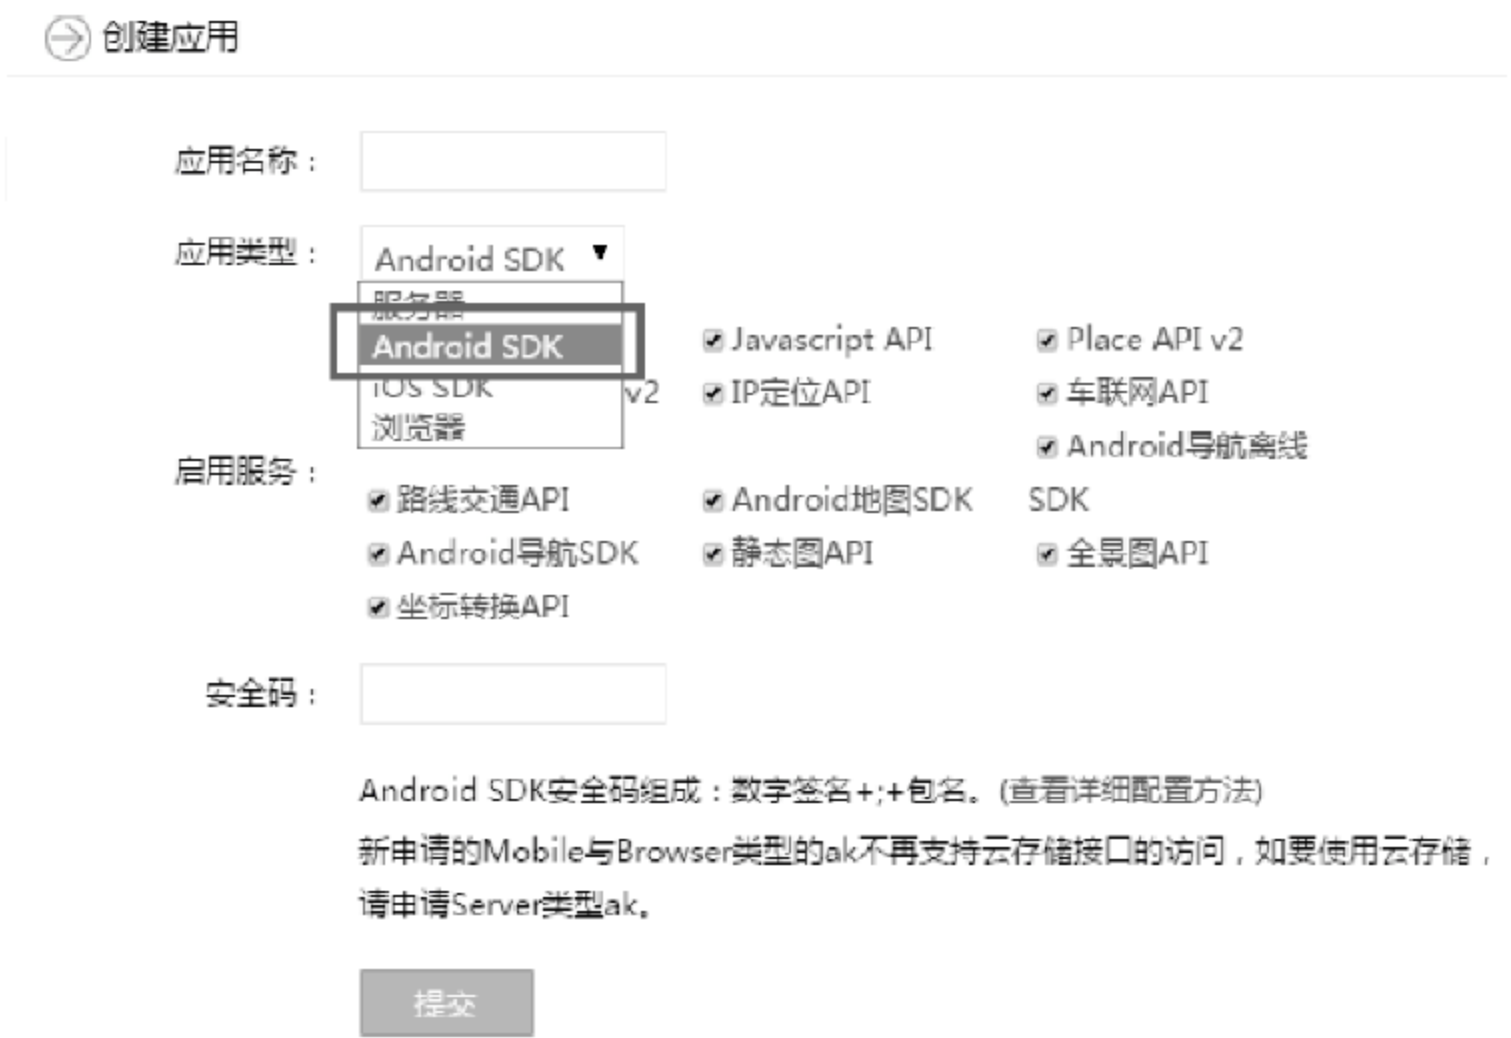 创建应用
应用名称：
应用类型： Android SDK
服务器
Android SDK Javascript API Place API v2
iOS SDK v2 IP定位API 车联网API
浏览器
Android导航离线
启用服务：
路线交通API Android地图SDK SDK
Android导航SDK 静态图API 全景图API
坐标转换API
安全码：
Android SDK安全码组成：数字签名+;+包名。(查看详细配置方法)
新申请的Mobile与Browser类型的ak不再支持云存储接口的访问，如要使用云存储，
请申请Server类型ak。
提交